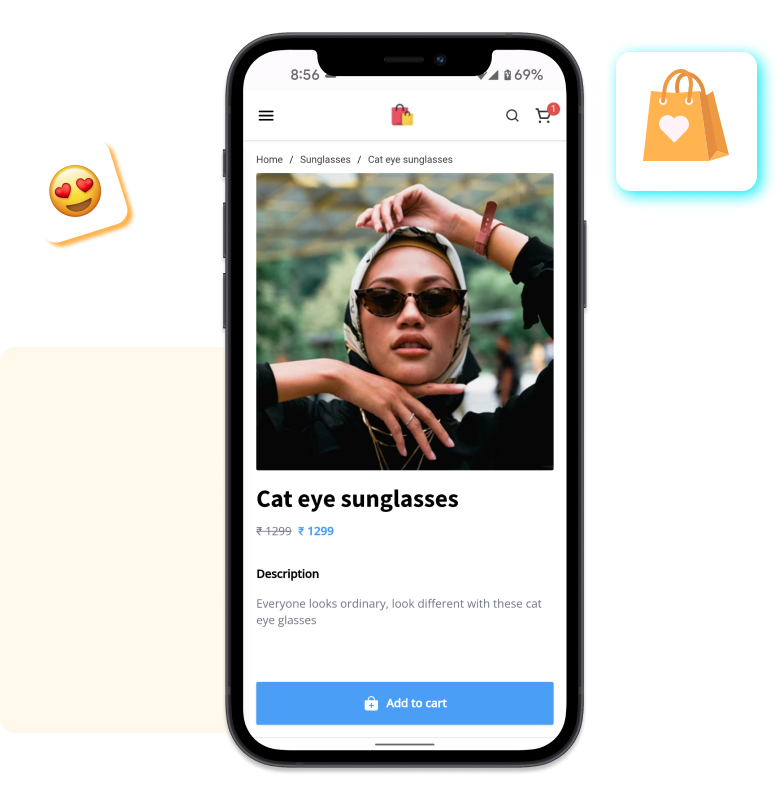 8:56 69%
1
Home / Sunglasses / Cat eye sunglasses
Cat eye sunglasses
₹ 1299 ₹ 1299
Description
Everyone looks ordinary, look different with these cat
eye glasses
Add to cart